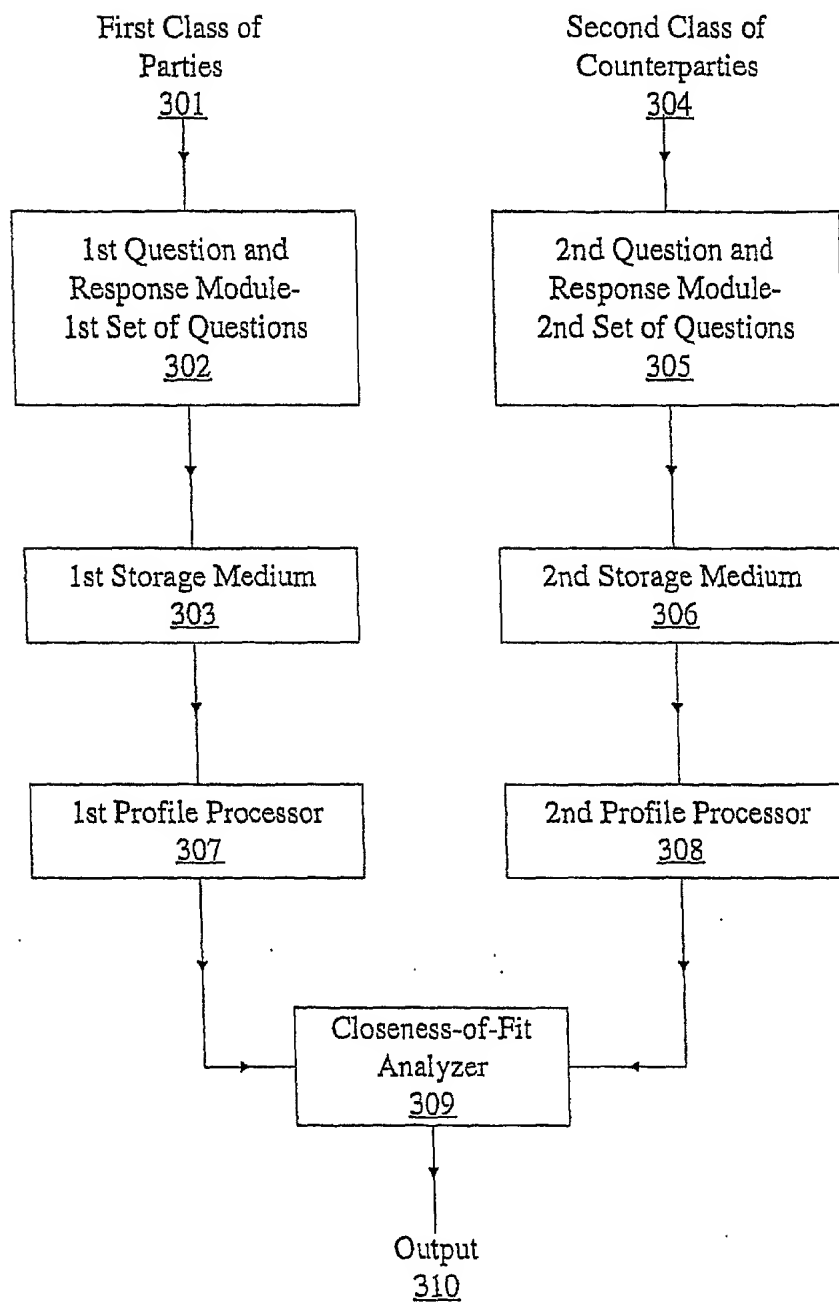 First Class of
Parties
301
Second Class of
Counterparties
304
1st Question and
Response Module-
1st Set of Questions
302
2nd Question and
Response Module-
2nd Set of Questions
305
1st Storage Medium
303
2nd Storage Medium
306
1st Profile Processor
307
2nd Profile Processor
308
Closeness-of-Fit
Analyzer
309
Output
310